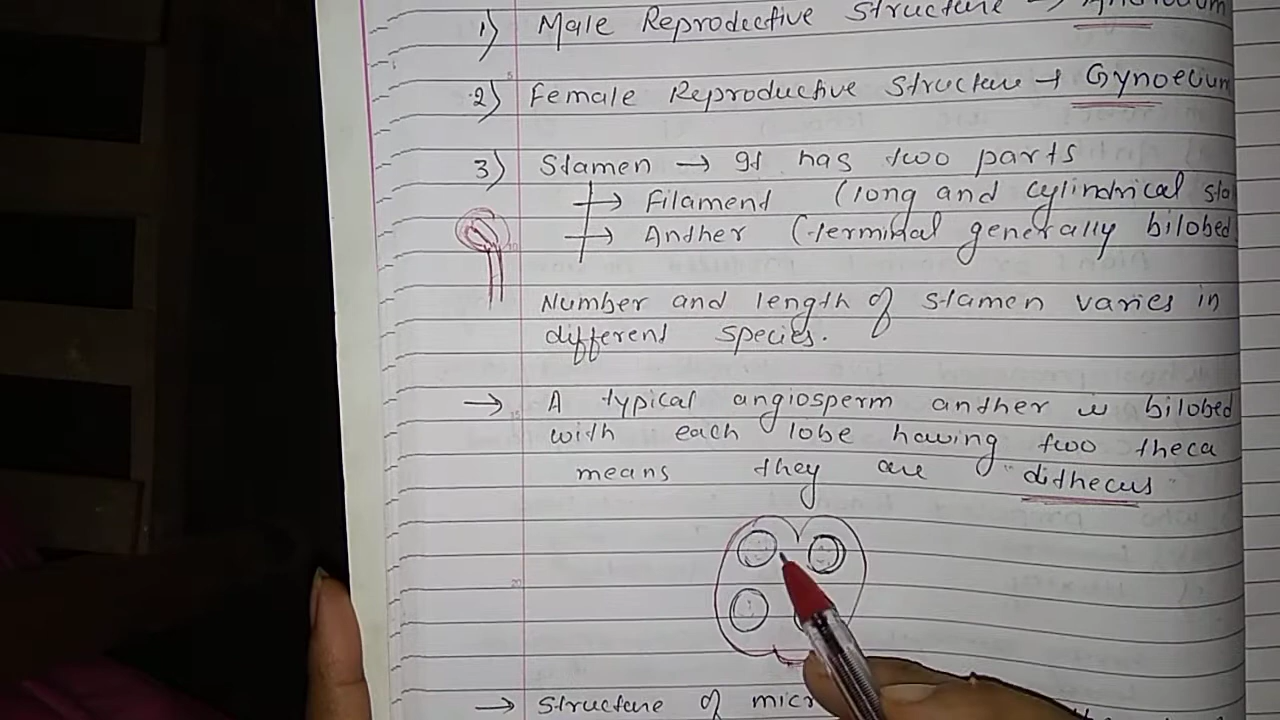 1) Male Reproductive Structure →
2) Female Reproductive Structure → Gynoecium
3) Stamen → It has two parts
→ Filament (long and cylindrical
→ Anther (terminal generally bilobed
Number and length of stamen varies in
different species.
→ A typical angiosperm anther is bilobed
with each lobe having two theca
means they are "dithecus"
→ Structure of